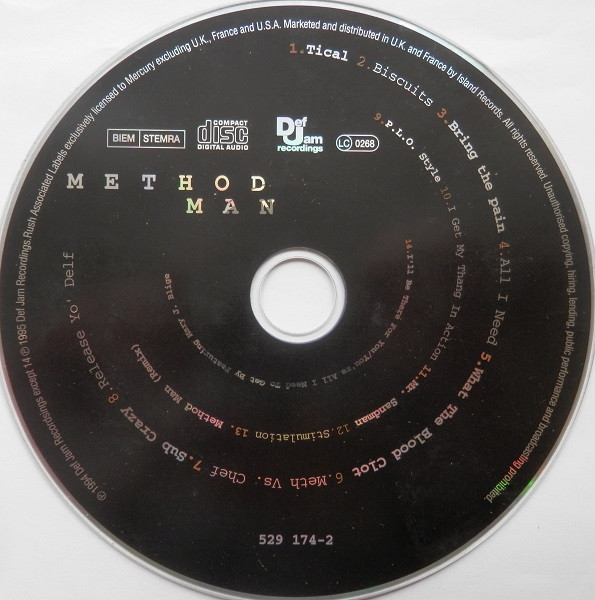 ℗ 1994 Def Jam Recordsings except 14 ℗ 1995 Def Jam Recordings. Rush Associated Labels exclusively licensed to Mercury excluding U.K., France and U.S.A. Marketed and distributed in U.K. and France by Island Records. All rights reserved. Unauthorised copying, hiring, lending, public performance and broadcasting prohibited.
1.Tical 2.Biscuits 3.Bring the pain 4.All I Need 5.What The Blood Clot 6.Meth Vs. Chef 7.Sub Crazy 8.Release Yo' Delf
9.P.L.O. Style 10.I Get My Thang In Action 11.Mr. Sandman 12.Stimulation 13. Method Man (Remix)
14.I'll Be There For You/You're All I Need To Get By Featuring Mary J. Blige
BIEM STEMRA
COMPACT
disc
DIGITAL AUDIO
Def
Jam
recordings
LC 0268
METHOD
MAN
529 174-2